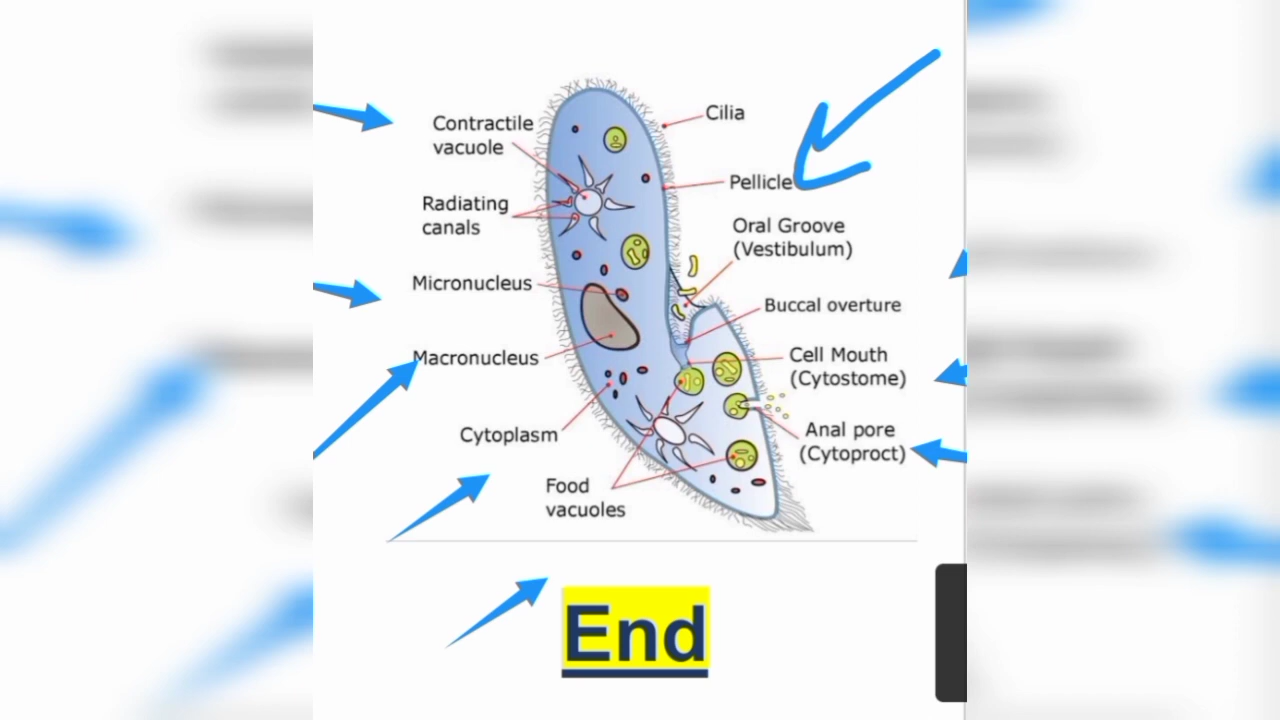 Contractile
vacuole
Cilia
Pellicle
Radiating
canals
Oral Groove
(Vestibulum)
Micronucleus
Buccal overture
Macronucleus
Cell Mouth
(Cytostome)
Cytoplasm
Anal pore
(Cytoproct)
Food
vacuoles
End